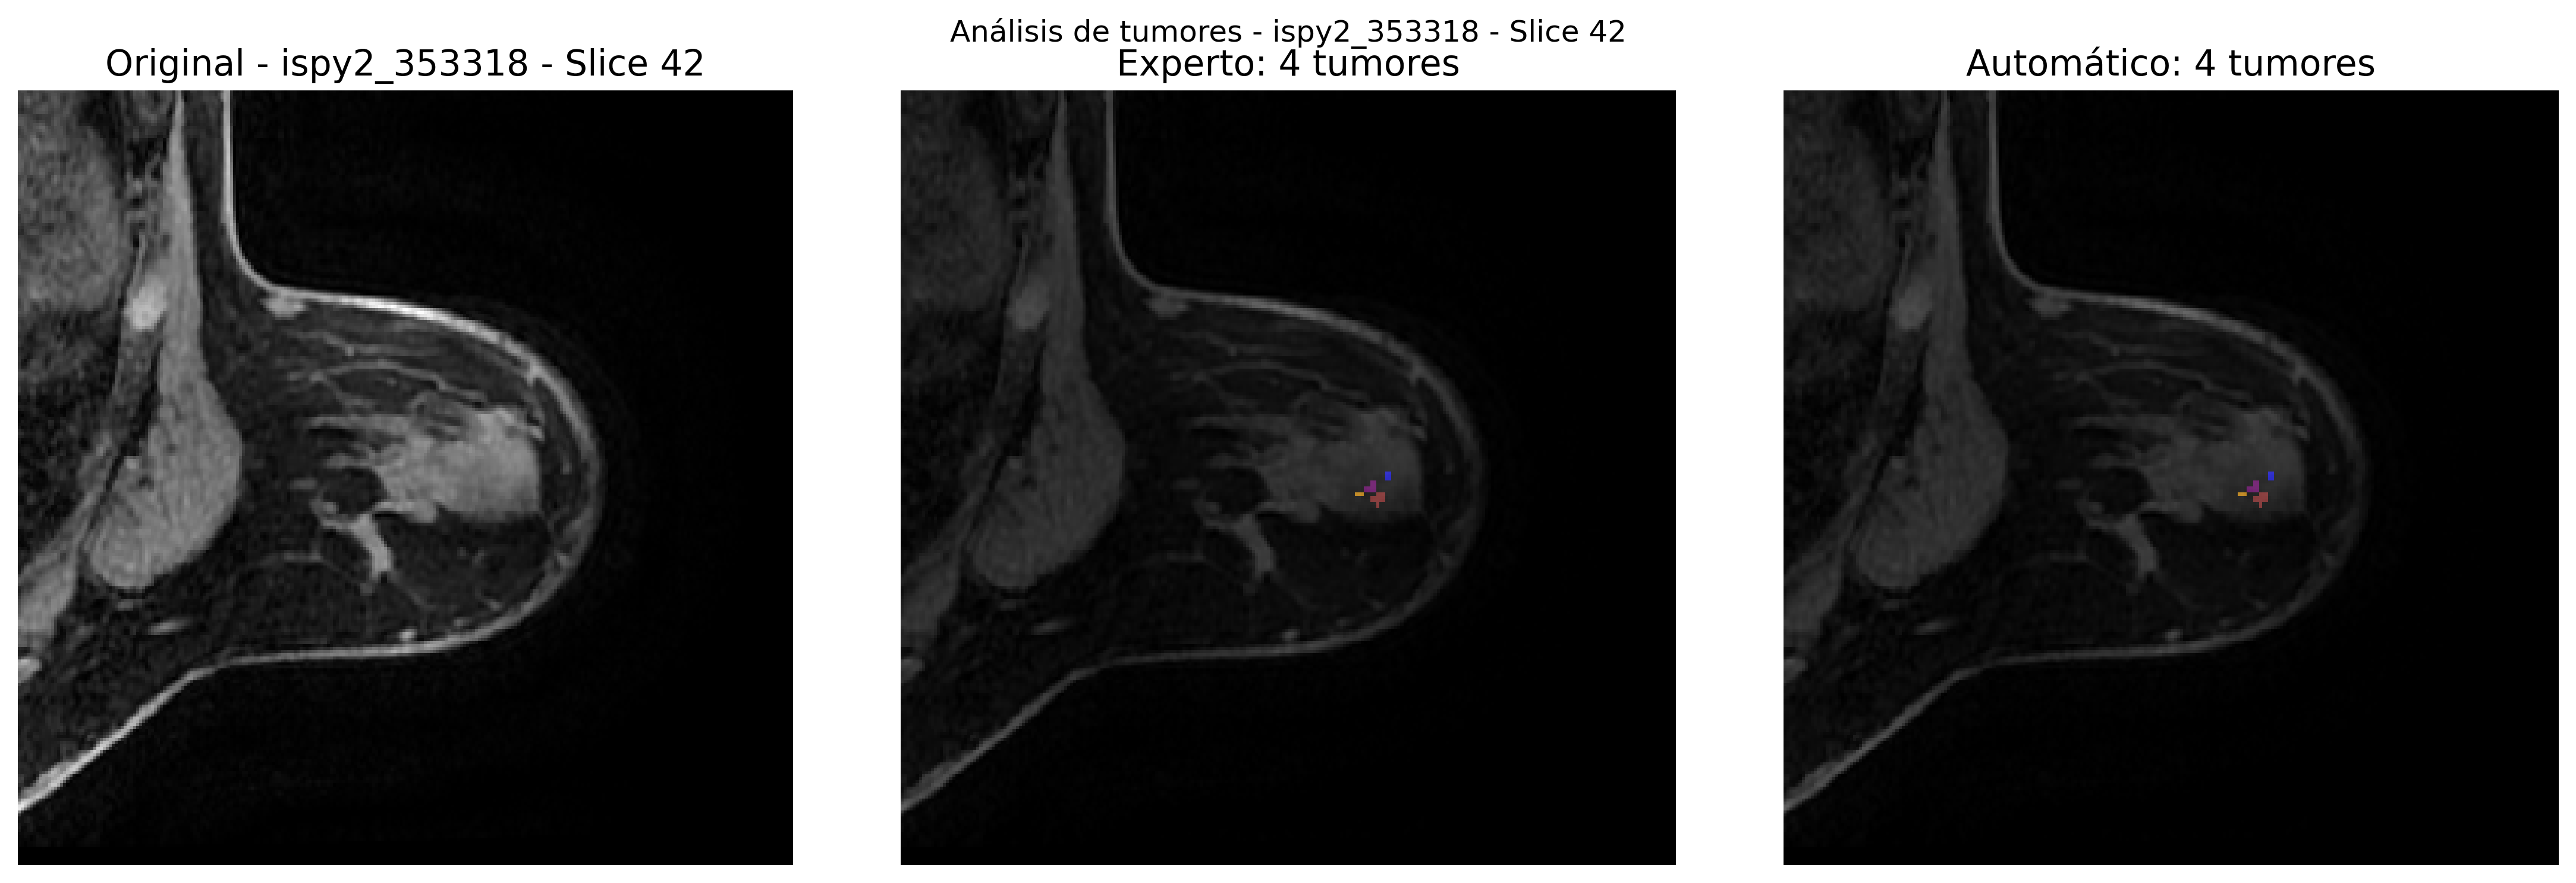 Análisis de tumores - ispy2_353318 - Slice 42
Original - ispy2_353318 - Slice 42
Experto: 4 tumores
Automático: 4 tumores